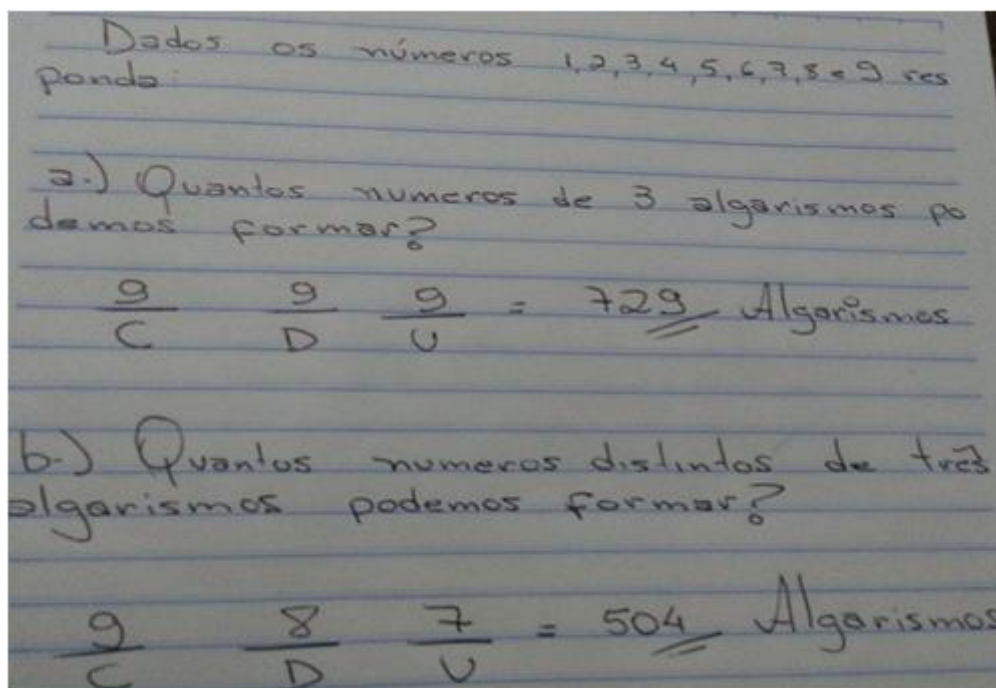 Dados os números 1,2,3,4,5,6,7,8 e 9 res
ponda:
a.) Quantos numeros de 3 algarismos po
demos formar?
9 9 9 = 729 Algarismos
C D U
b.) Quantos numeros distintos de três
algarismos podemos formar?
9 8 7 = 504 Algarismos
C D U